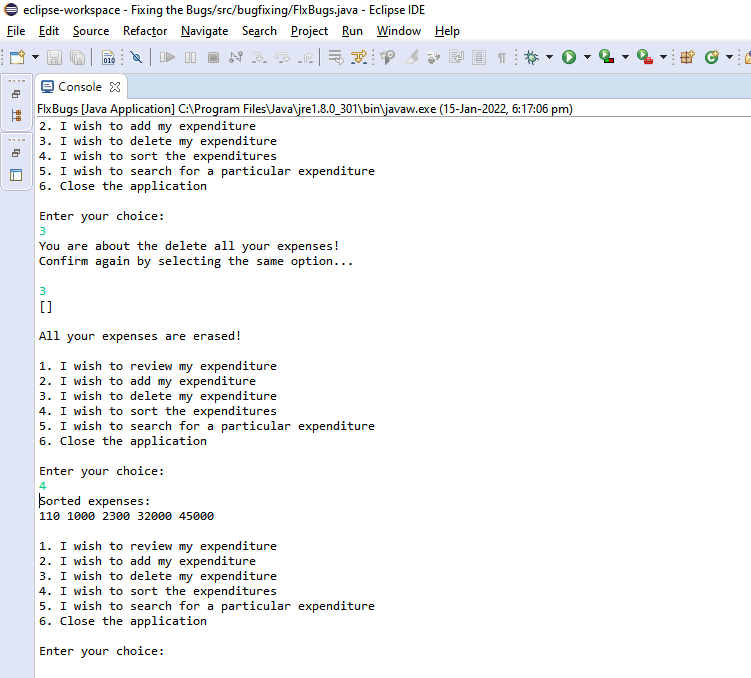 eclipse-workspace - Fixing the Bugs/src/bugfixing/FIxBugs.java - Eclipse IDE
File Edit Source Refactor Navigate Search Project Run Window Help
Console
FIxBugs [Java Application] C:\Program Files\Java\jre1.8.0_301\bin\javaw.exe (15-Jan-2022, 6:17:06 pm)
2. I wish to add my expenditure
3. I wish to delete my expenditure
4. I wish to sort the expenditures
5. I wish to search for a particular expenditure
6. Close the application
Enter your choice:
3
You are about the delete all your expenses!
Confirm again by selecting the same option...
3
[]
All your expenses are erased!
1. I wish to review my expenditure
2. I wish to add my expenditure
3. I wish to delete my expenditure
4. I wish to sort the expenditures
5. I wish to search for a particular expenditure
6. Close the application
Enter your choice:
4
Sorted expenses:
110 1000 2300 32000 45000
1. I wish to review my expenditure
2. I wish to add my expenditure
3. I wish to delete my expenditure
4. I wish to sort the expenditures
5. I wish to search for a particular expenditure
6. Close the application
Enter your choice: